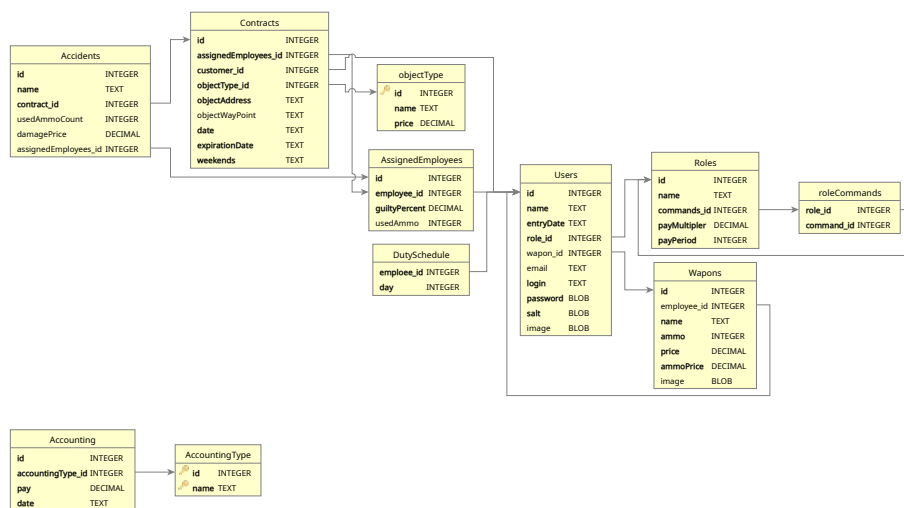 Contracts
id INTEGER
assignedEmployees_id INTEGER
customer_id INTEGER
objectType_id INTEGER
objectAddress TEXT
objectWayPoint TEXT
date TEXT
expirationDate TEXT
weekends TEXT
Accidents
id INTEGER
name TEXT
contract_id INTEGER
usedAmmoCount INTEGER
damagePrice DECIMAL
assignedEmployees_id INTEGER
objectType
id INTEGER
name TEXT
price DECIMAL
AssignedEmployees
id INTEGER
employee_id INTEGER
guiltyPercent DECIMAL
usedAmmo INTEGER
DutySchedule
emploee_id INTEGER
day INTEGER
Users
id INTEGER
name TEXT
entryDate TEXT
role_id INTEGER
wapon_id INTEGER
email TEXT
login TEXT
password BLOB
salt BLOB
image BLOB
Roles
id INTEGER
name TEXT
commands_id INTEGER
payMultipler DECIMAL
payPeriod INTEGER
roleCommands
role_id INTEGER
command_id INTEGER
Wapons
id INTEGER
employee_id INTEGER
name TEXT
ammo INTEGER
price DECIMAL
ammoPrice DECIMAL
image BLOB
Accounting
id INTEGER
accountingType_id INTEGER
pay DECIMAL
date TEXT
AccountingType
id INTEGER
name TEXT